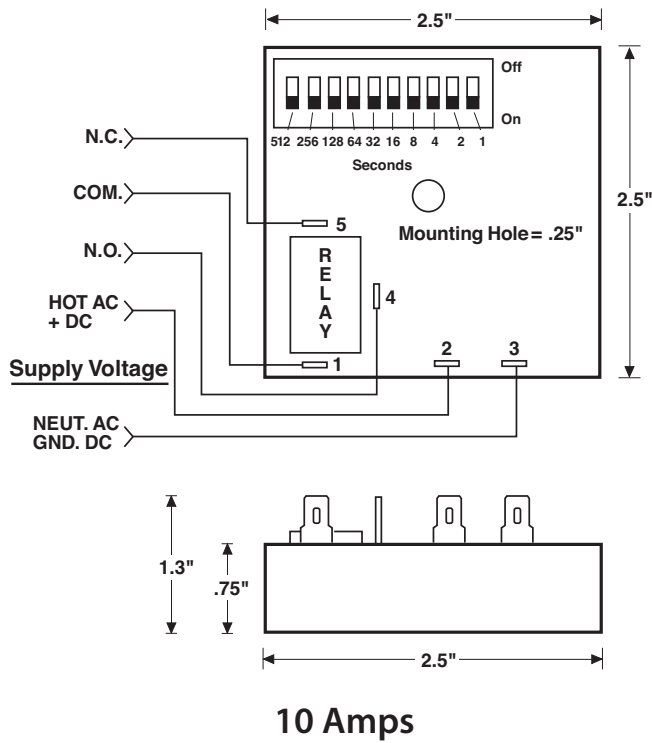 2.5"
Off
On
512 256 128 64 32 16 8 4 2 1
Seconds
N.C.
COM.
N.O.
HOT AC
+ DC
Supply Voltage
NEUT. AC
GND. DC
5
Mounting Hole = .25"
2.5"
RELAY
4
1
2
3
1.3"
.75"
2.5"
10 Amps